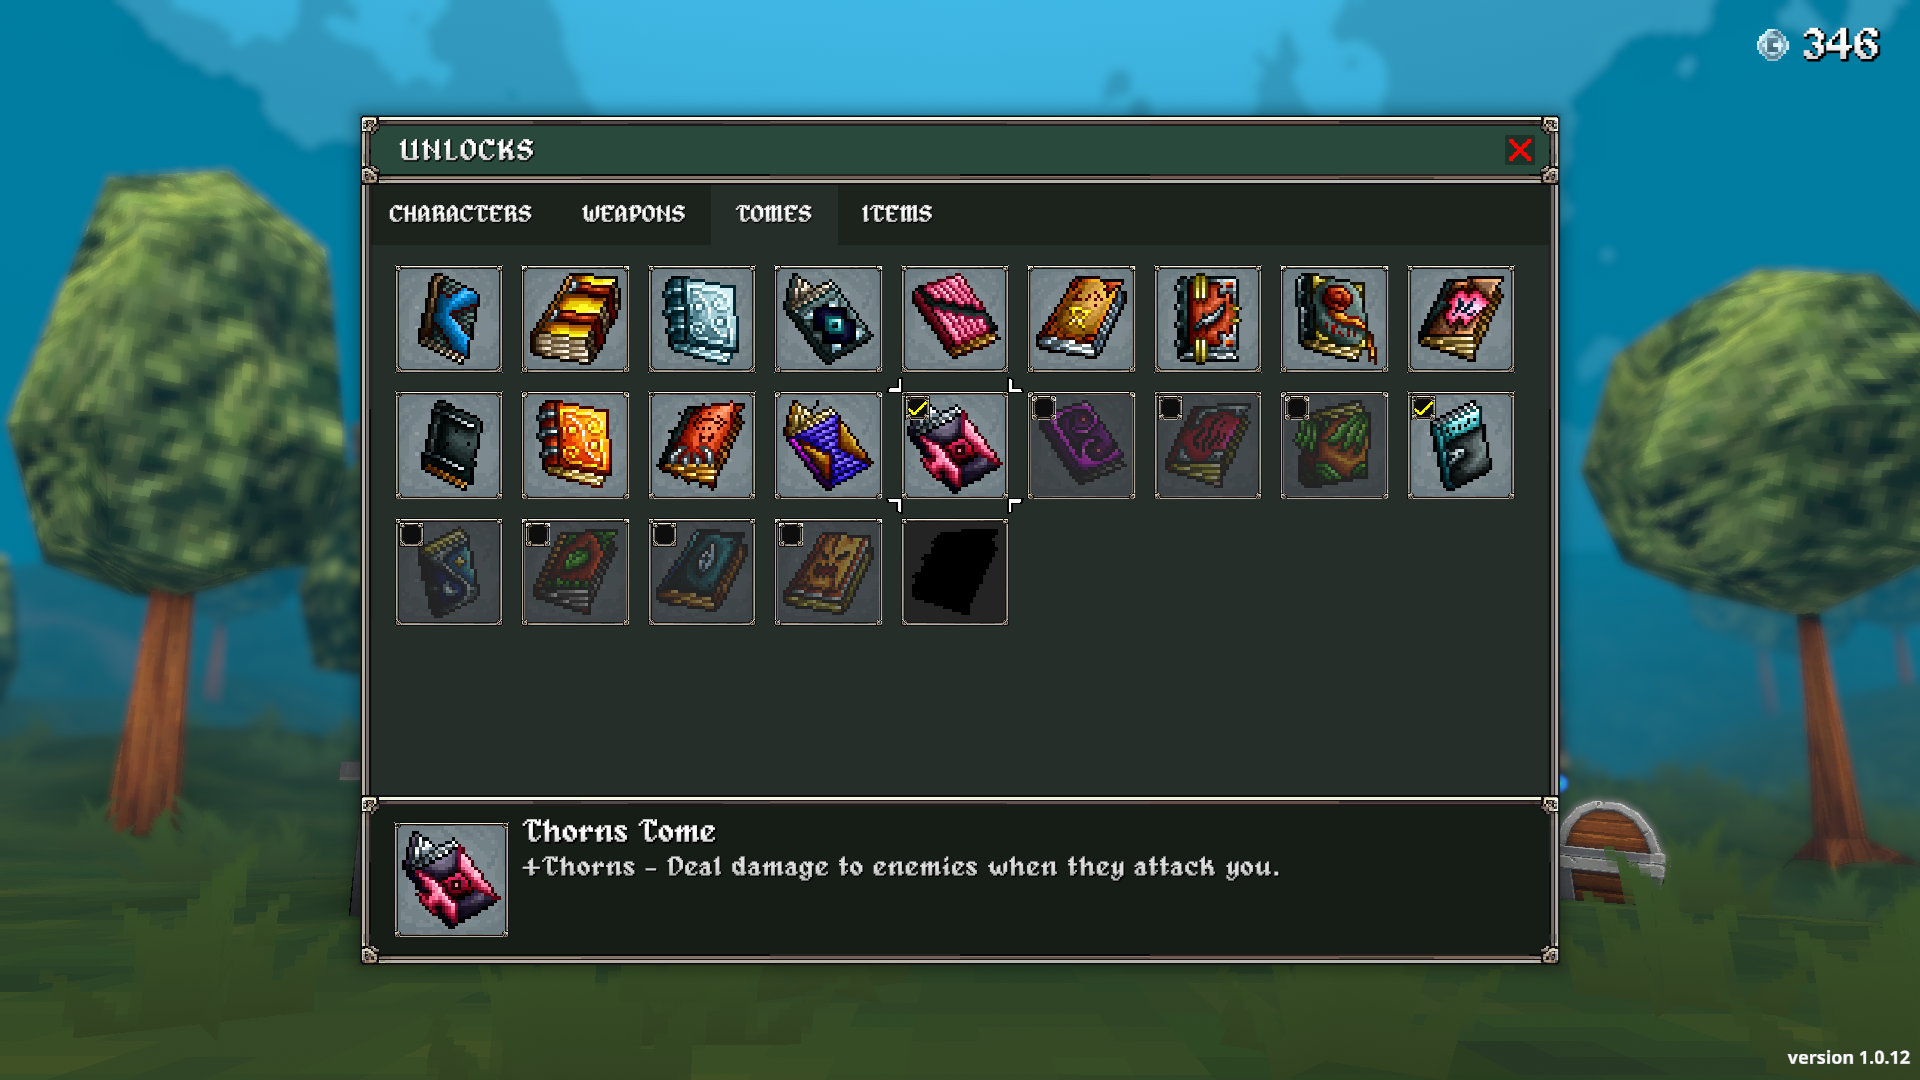 346
UNLOCKS
CHARACTERS WEAPONS TOMES ITEMS
Thorns Tome
+Thorns - Deal damage to enemies when they attack you.
version 1.0.12